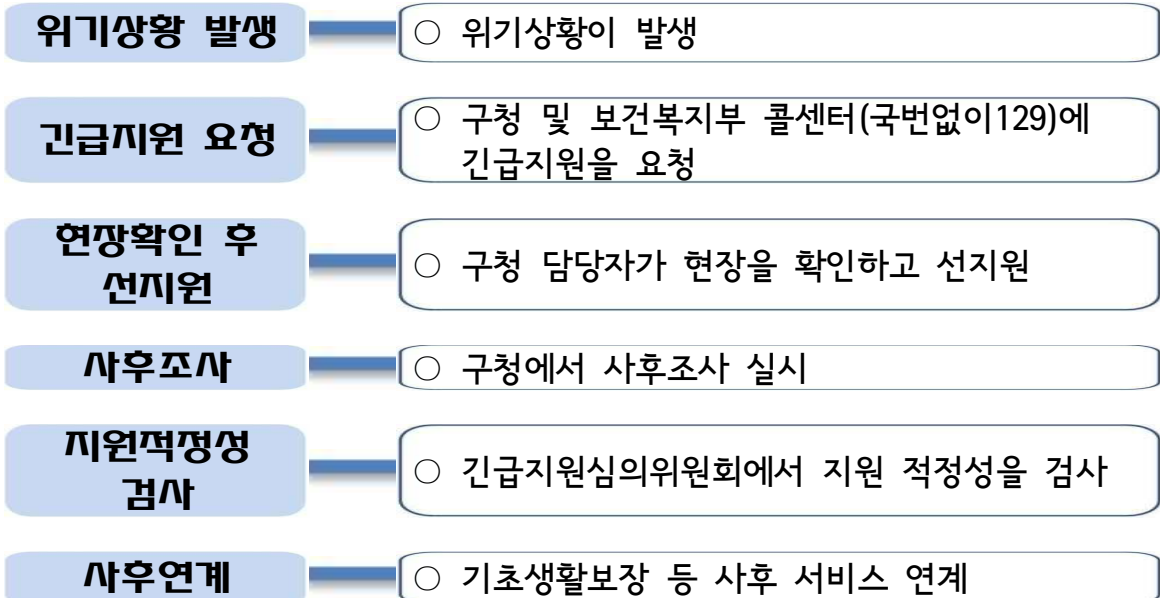 위기상황 발생
○ 위기상황이 발생
긴급지원 요청
○ 구청 및 보건복지부 콜센터(국번없이129)에
긴급지원을 요청
현장확인 후
선지원
○ 구청 담당자가 현장을 확인하고 선지원
사후조사
○ 구청에서 사후조사 실시
지원적정성
검사
○ 긴급지원심의위원회에서 지원 적정성을 검사
사후연계
○ 기초생활보장 등 사후 서비스 연계